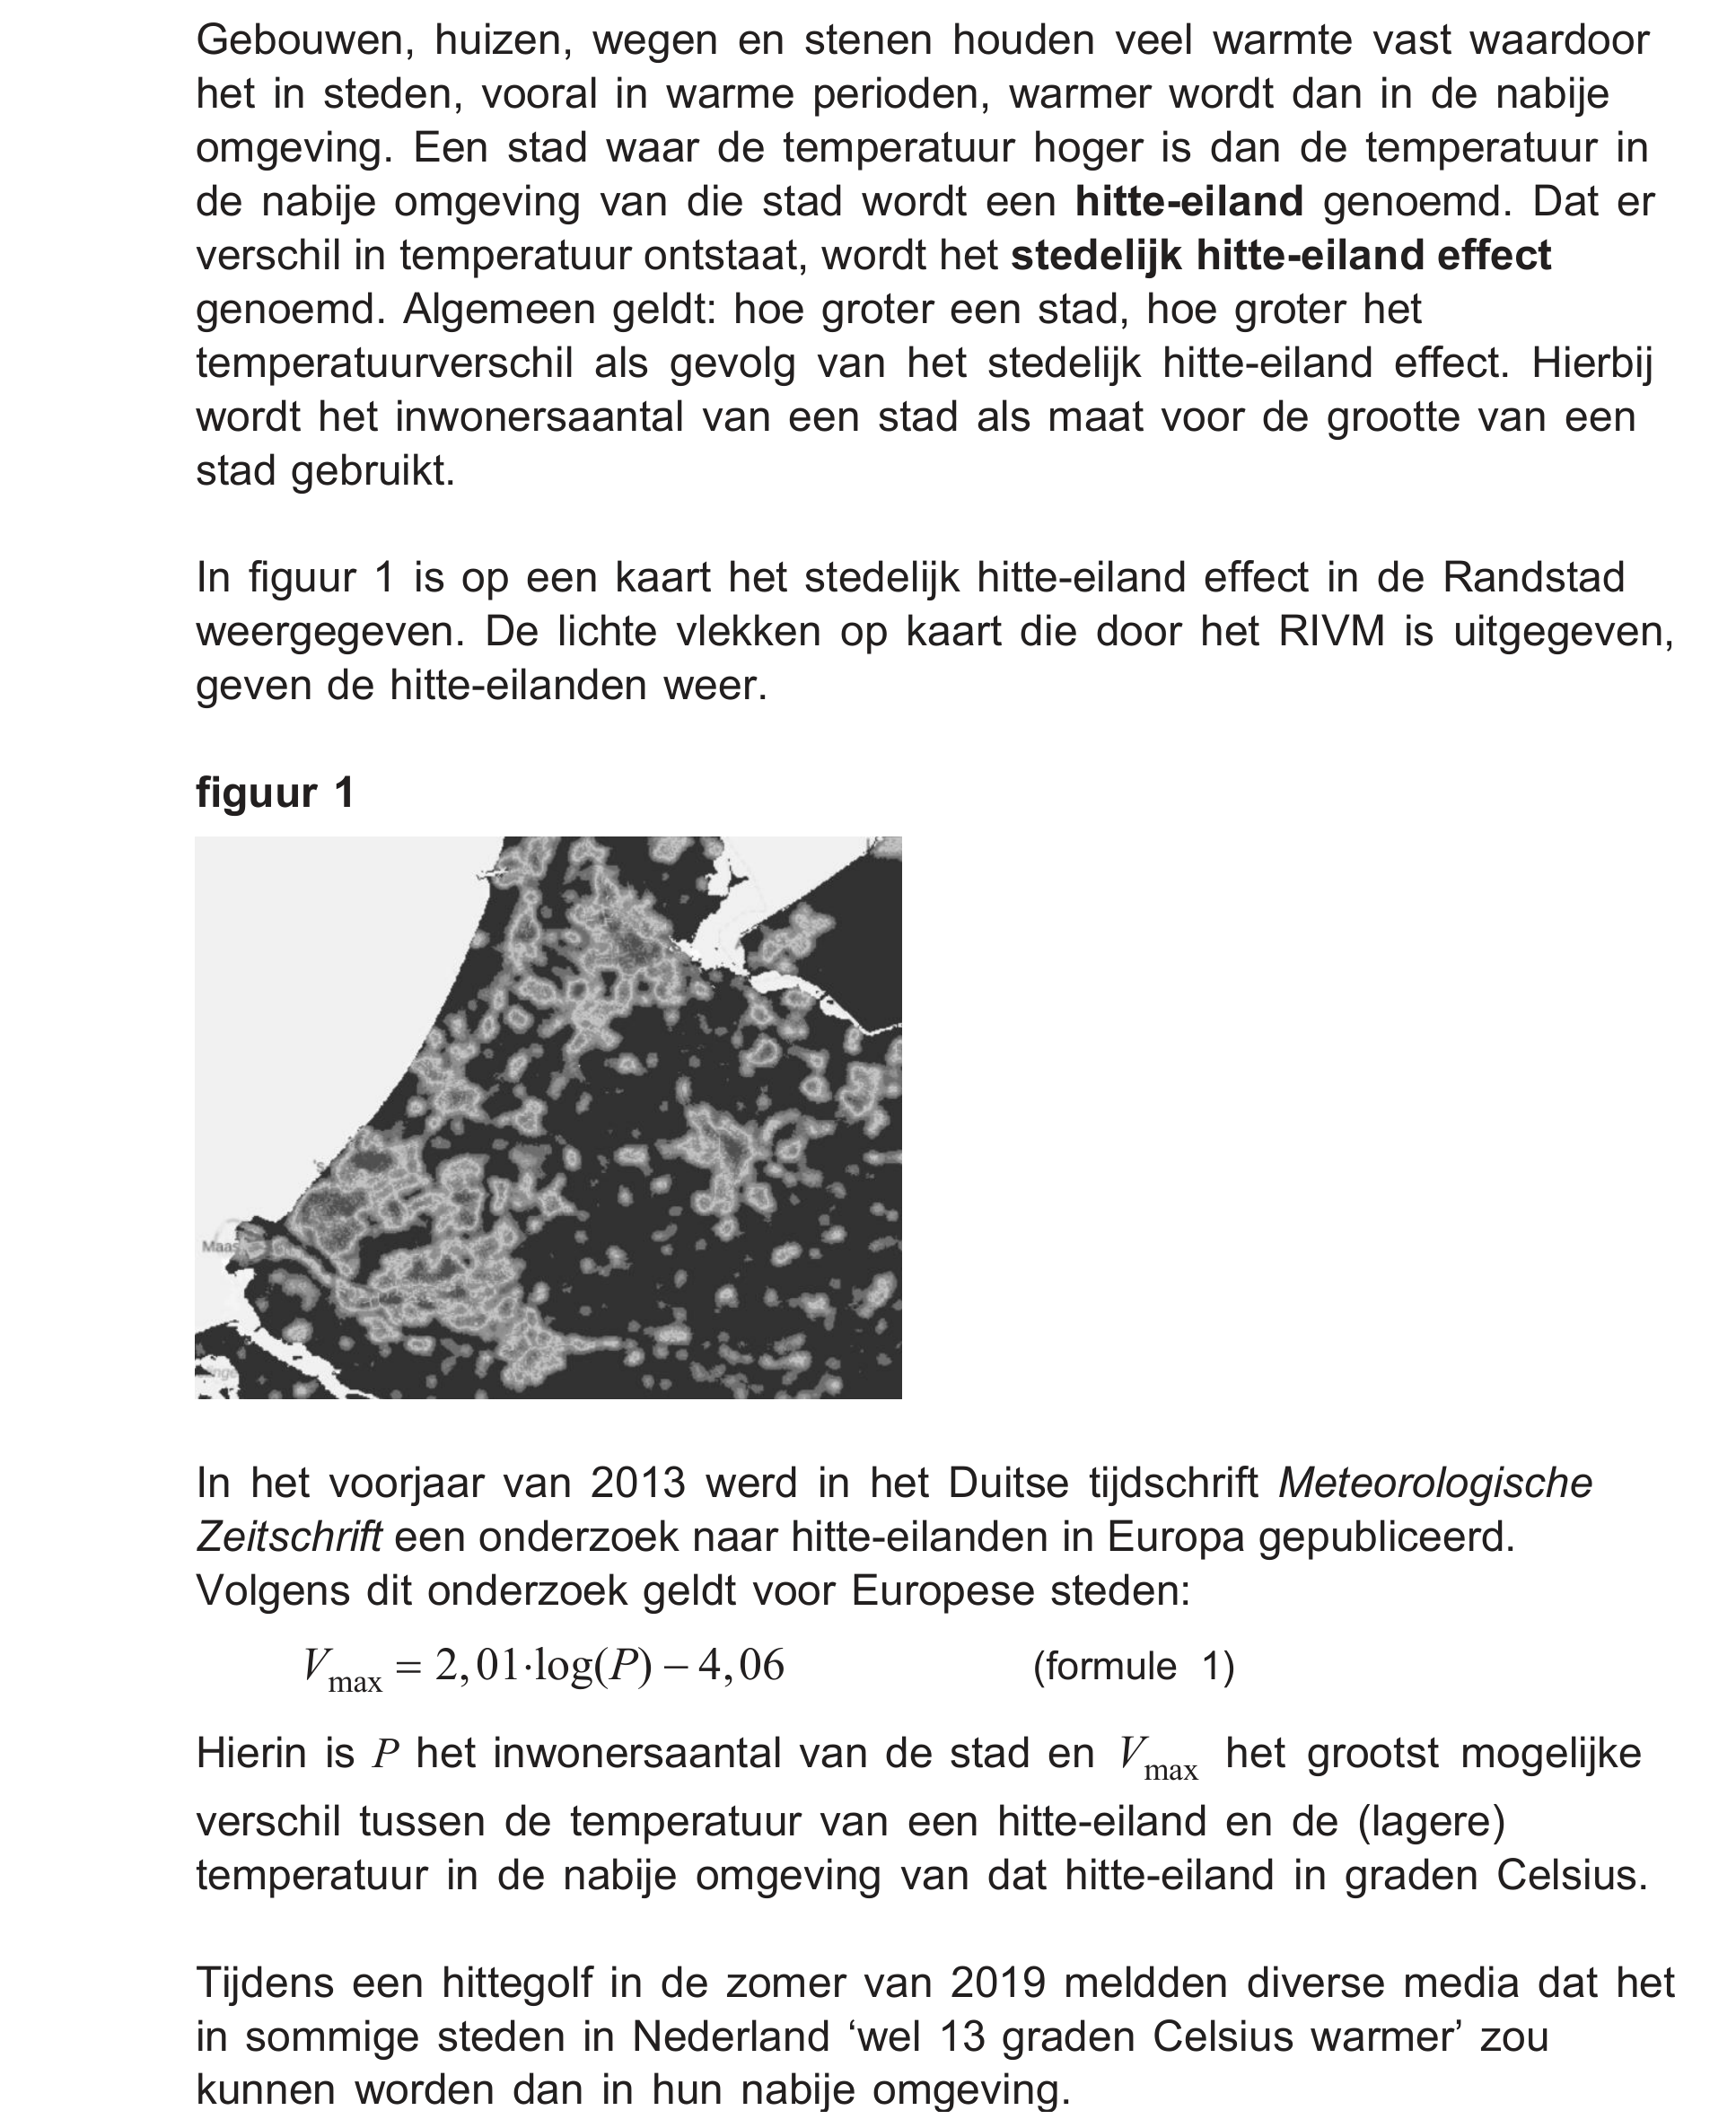 Gebouwen, huizen, wegen en stenen houden veel warmte vast waardoor
het in steden, vooral in warme perioden, warmer wordt dan in de nabije
omgeving. Een stad waar de temperatuur hoger is dan de temperatuur in
de nabije omgeving van die stad wordt een hitte-eiland genoemd. Dat er
verschil in temperatuur ontstaat, wordt het stedelijk hitte-eiland effect
genoemd. Algemeen geldt: hoe groter een stad, hoe groter het
temperatuurverschil als gevolg van het stedelijk hitte-eiland effect. Hierbij
wordt het inwonersaantal van een stad als maat voor de grootte van een
stad gebruikt.
In figuur 1 is op een kaart het stedelijk hitte-eiland effect in de Randstad
weergegeven. De lichte vlekken op kaart die door het RIVM is uitgegeven,
geven de hitte-eilanden weer.
figuur 1
's
Maas
In het voorjaar van 2013 werd in het Duitse tijdschrift Meteorologische
Zeitschrift een onderzoek naar hitte-eilanden in Europa gepubliceerd.
Volgens dit onderzoek geldt voor Europese steden:
V_max = 2,01·log(P) – 4,06 (formule 1)
Hierin is P het inwonersaantal van de stad en V_max het grootst mogelijke
verschil tussen de temperatuur van een hitte-eiland en de (lagere)
temperatuur in de nabije omgeving van dat hitte-eiland in graden Celsius.
Tijdens een hittegolf in de zomer van 2019 meldden diverse media dat het
in sommige steden in Nederland ‘wel 13 graden Celsius warmer’ zou
kunnen worden dan in hun nabije omgeving.